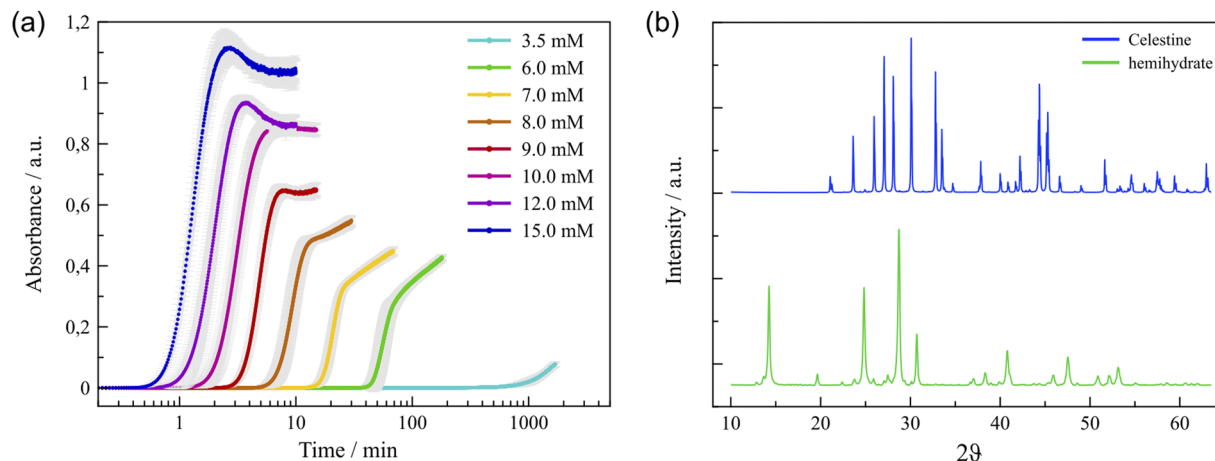 (a)
1,2
1
0,8
0,6
0,4
0,2
0
Absorbance / a.u.
1
10
100
1000
Time / min
3.5 mM
6.0 mM
7.0 mM
8.0 mM
9.0 mM
10.0 mM
12.0 mM
15.0 mM
(b)
Celestine
hemihydrate
Intensity / a.u.
10
20
30
40
50
60
2ϑ